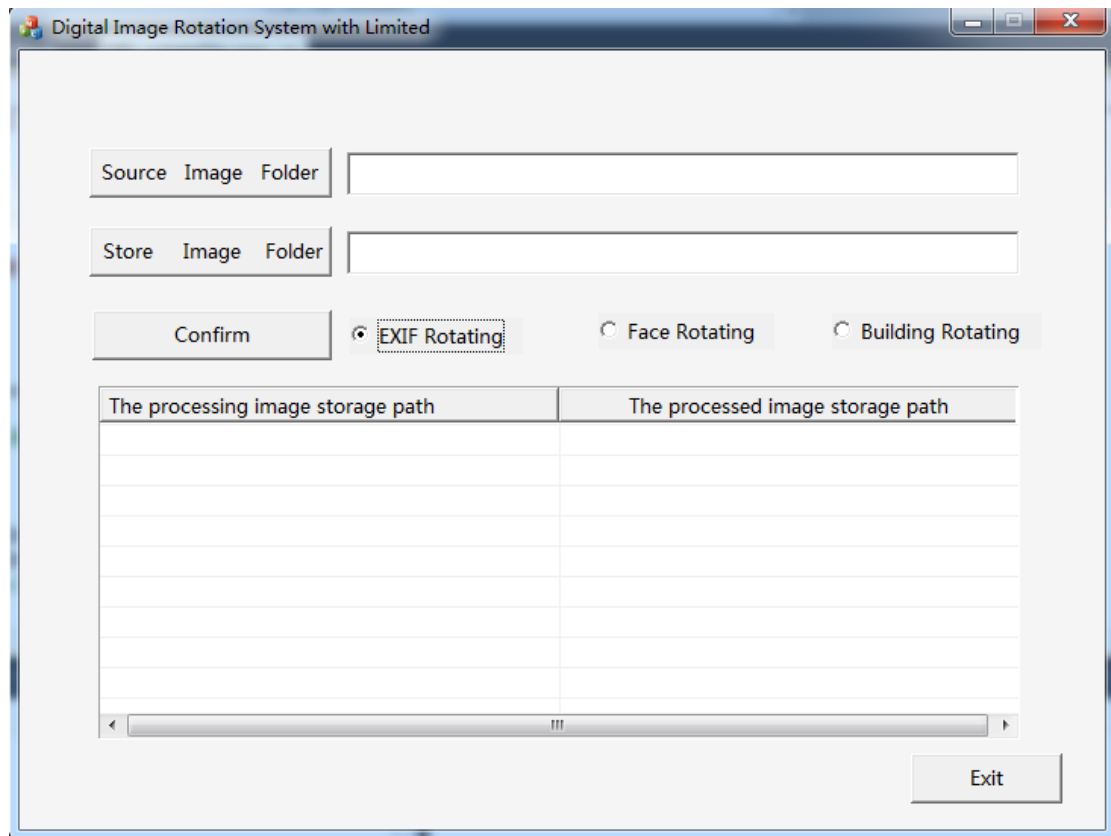 Digital Image Rotation System with Limited
Source Image Folder
Store Image Folder
Confirm EXIF Rotating Face Rotating Building Rotating
The processing image storage path The processed image storage path
Exit